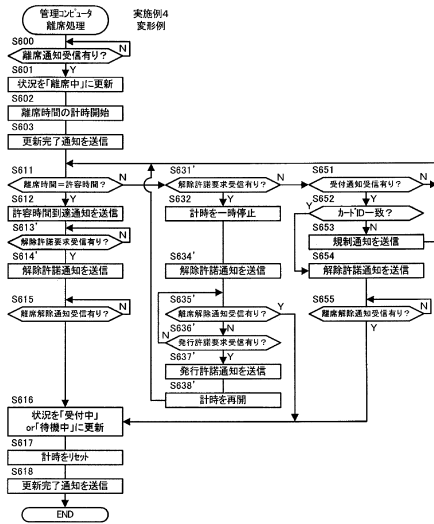 管理コンピュータ
離席処理
実施例4
変形例
S600
離席通知受信有り?
N
Y
S601
状況を「離席中」に更新
S602
離席時間の計時開始
S603
更新完了通知を送信
S611
離席時間=許容時間?
N
Y
S612
許容時間到達通知を送信
S613'
解除許諾要求受信有り?
N
Y
S614'
解除許諾通知を送信
S615
離席解除通知受信有り?
N
Y
S616
状況を「受付中」
or「待機中」に更新
S617
計時をリセット
S618
更新完了通知を送信
END
S631'
解除許諾要求受信有り?
N
Y
S632
計時を一時停止
S634'
解除許諾通知を送信
S635'
離席解除通知受信有り?
Y
N
S636'
発行許諾要求受信有り?
N
Y
S637'
発行許諾通知を送信
S638'
計時を再開
S651
受付通知受信有り?
N
Y
S652
カードID一致?
Y
N
S653
規制通知を送信
S654
解除許諾通知を送信
S655
離席解除通知受信有り?
N
Y